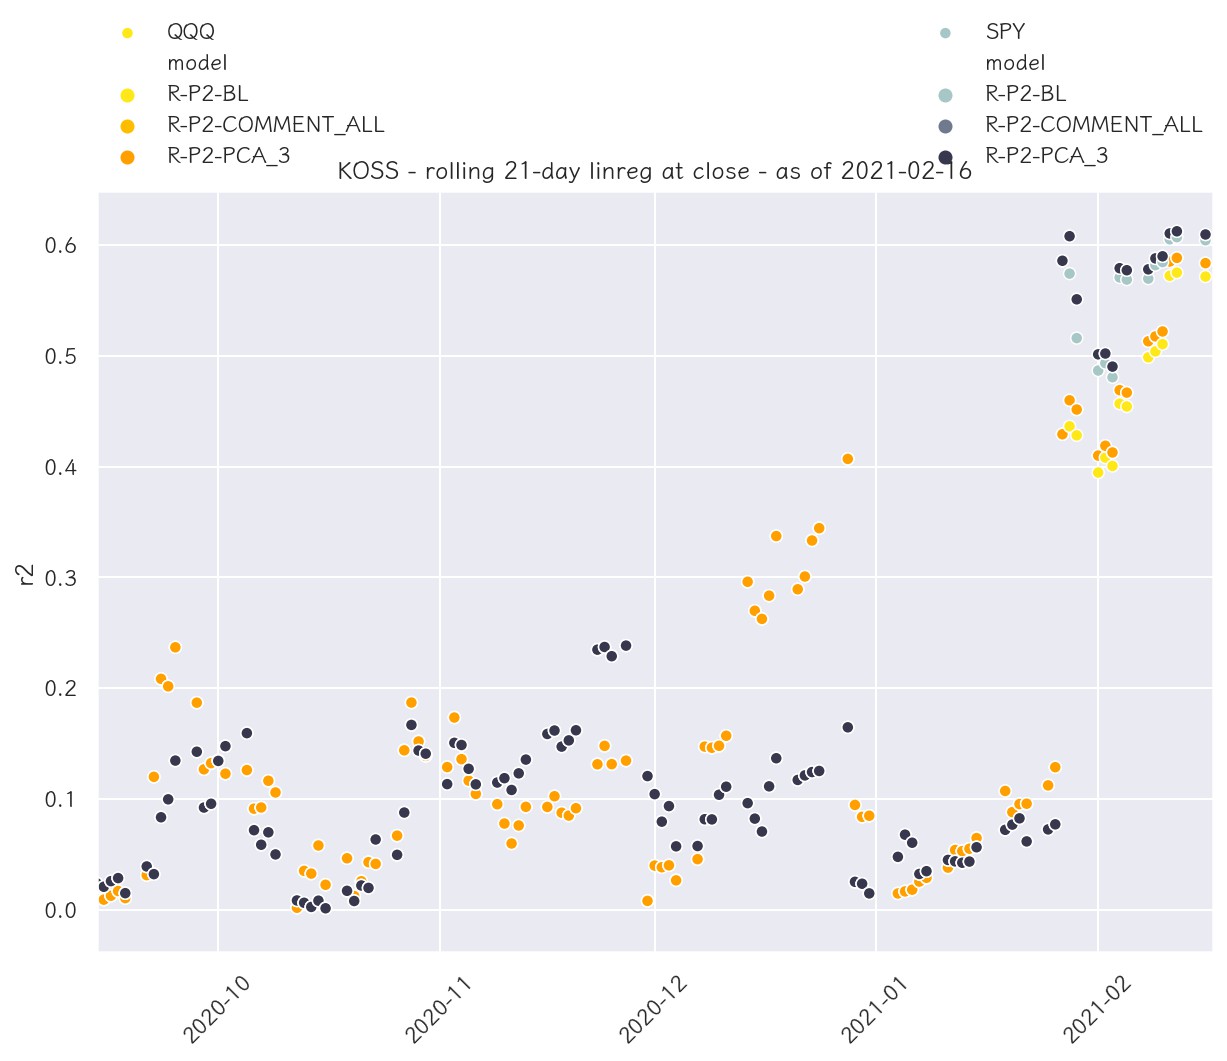 QQQ
model
R-P2-BL
R-P2-COMMENT_ALL
R-P2-PCA_3
SPY
model
R-P2-BL
R-P2-COMMENT_ALL
R-P2-PCA_3
KOSS - rolling 21-day linreg at close - as of 2021-02-16
r2
0.6
0.5
0.4
0.3
0.2
0.1
0.0
2020-10
2020-11
2020-12
2021-01
2021-02